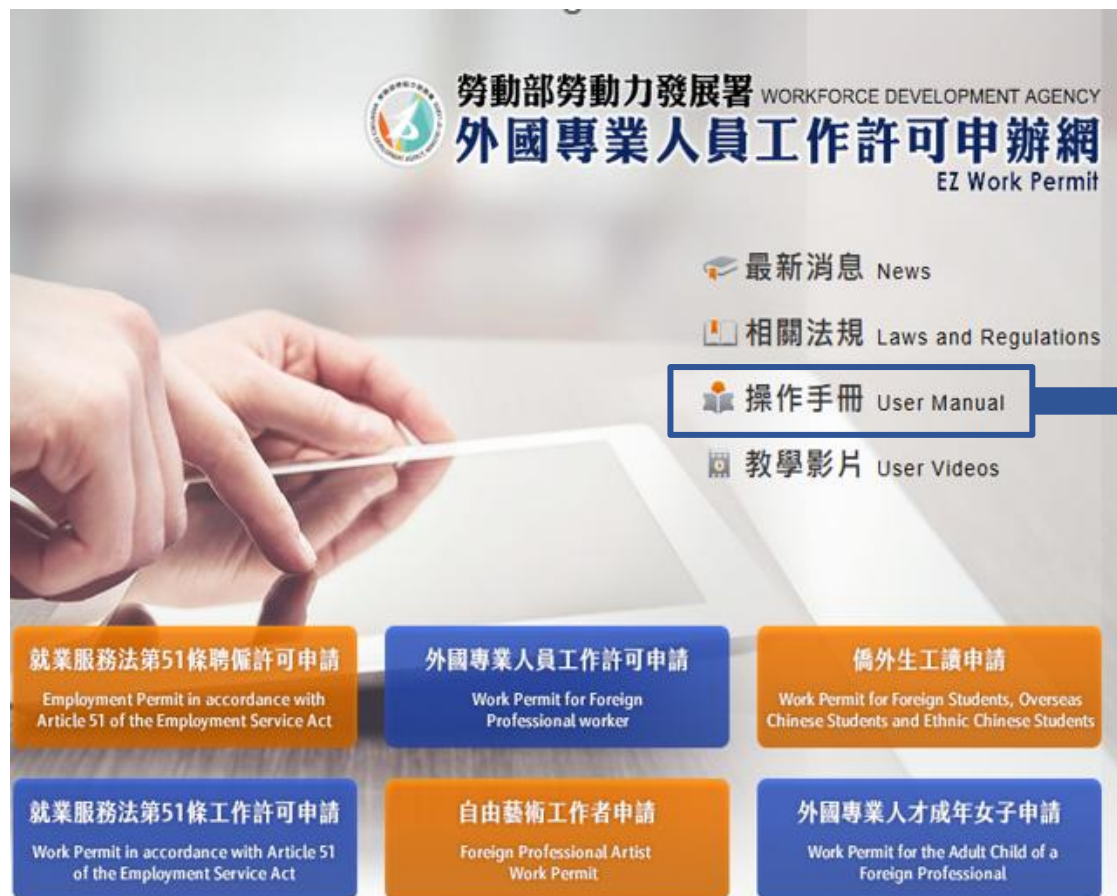 勞動部勞動力發展署 WORKFORCE DEVELOPMENT AGENCY
外國專業人員工作許可申辦網
EZ Work Permit
最新消息 News
相關法規 Laws and Regulations
操作手冊 User Manual
教學影片 User Videos
就業服務法第51條聘僱許可申請
Employment Permit in accordance with
Article 51 of the Employment Service Act
外國專業人員工作許可申請
Work Permit for Foreign
Professional worker
僑外生工讀申請
Work Permit for Foreign Students, Overseas
Chinese Students and Ethnic Chinese Students
就業服務法第51條工作許可申請
Work Permit in accordance with Article 51
of the Employment Service Act
自由藝術工作者申請
Foreign Professional Artist
Work Permit
外國專業人才成年女子申請
Work Permit for the Adult Child of a
Foreign Professional